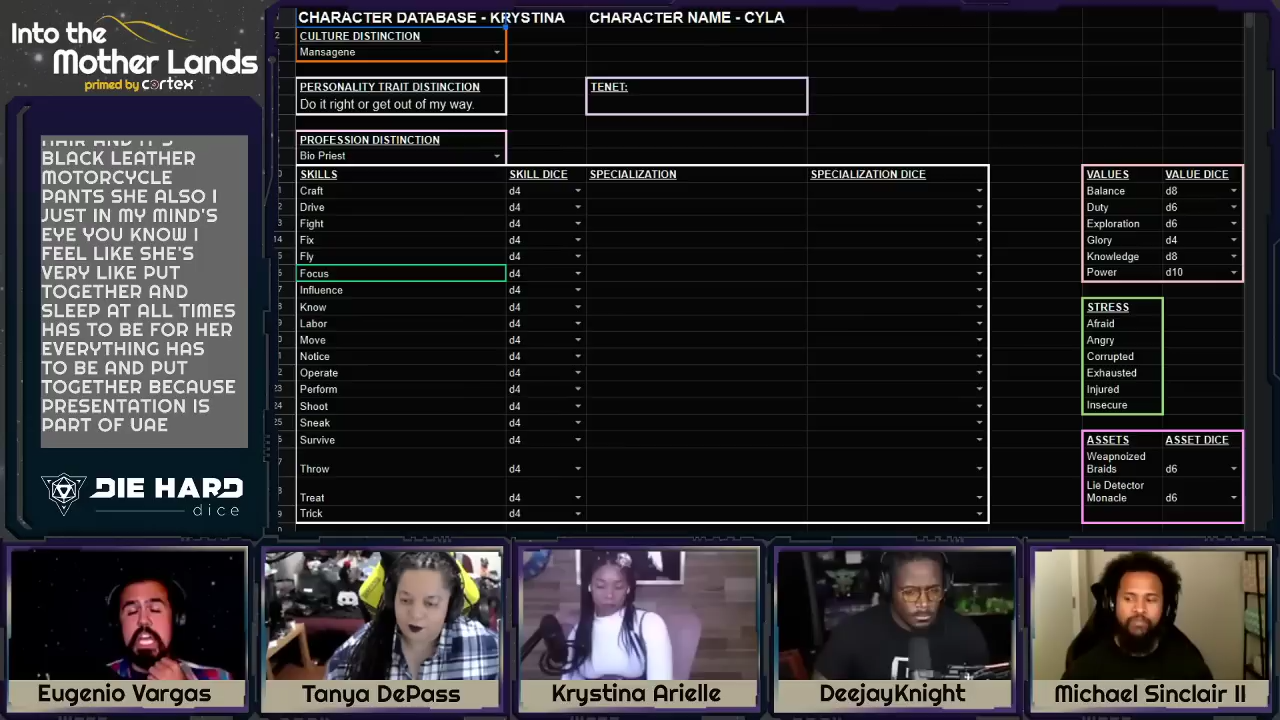 Into the
Mother Lands
primed by cortex
HAIR AND IT'S
BLACK LEATHER
MOTORCYCLE
PANTS SHE ALSO I
JUST IN MY MIND'S
EYE YOU KNOW I
FEEL LIKE SHE'S
VERY LIKE PUT
TOGETHER AND
SLEEP AT ALL TIMES
HAS TO BE FOR HER
EVERYTHING HAS
TO BE AND PUT
TOGETHER BECAUSE
PRESENTATION IS
PART OF UAE
DIE HARD
dice
CHARACTER DATABASE - KRYSTINA CHARACTER NAME - CYLA
CULTURE DISTINCTION
Mansagene
PERSONALITY TRAIT DISTINCTION TENET:
Do it right or get out of my way.
PROFESSION DISTINCTION
Bio Priest
SKILLS SKILL DICE SPECIALIZATION SPECIALIZATION DICE
Craft d4
Drive d4
Fight d4
Fix d4
Fly d4
Focus d4
Influence d4
Know d4
Labor d4
Move d4
Notice d4
Operate d4
Perform d4
Shoot d4
Sneak d4
Survive d4
Throw d4
Treat d4
Trick d4
VALUES VALUE DICE
Balance d8
Duty d6
Exploration d6
Glory d4
Knowledge d8
Power d10
STRESS
Afraid
Angry
Corrupted
Exhausted
Injured
Insecure
ASSETS ASSET DICE
Weapnoized
Braids d6
Lie Detector
Monacle d6
Eugenio Vargas
Tanya DePass
Krystina Arielle
DeejayKnight
Michael Sinclair II